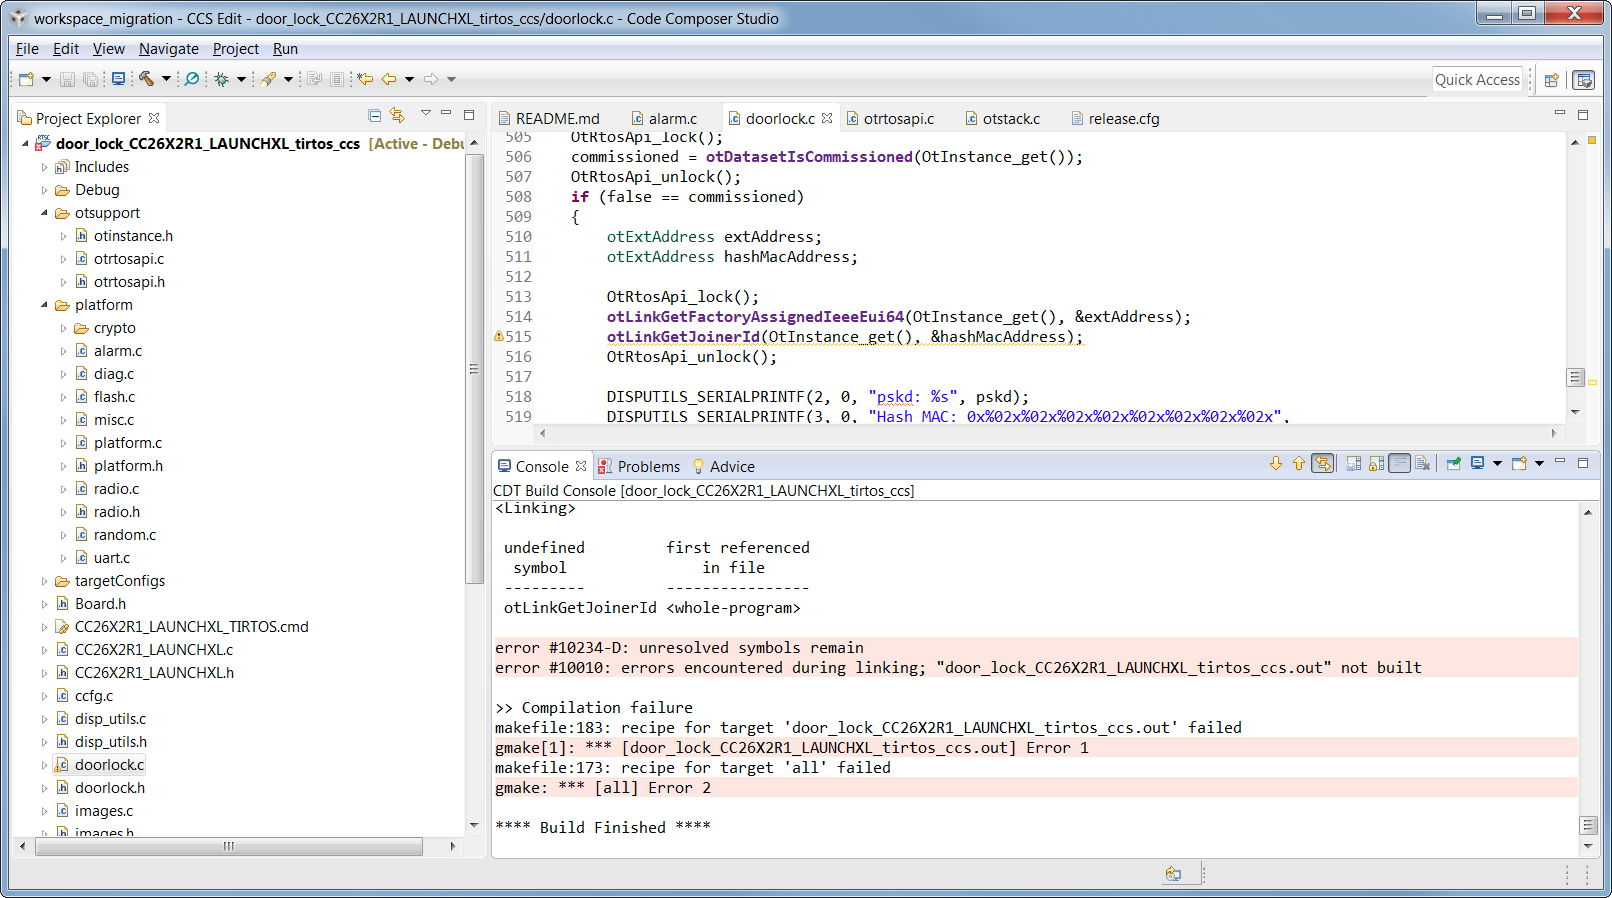 workspace_migration - CCS Edit - door_lock_CC26X2R1_LAUNCHXL_tirtos_ccs/doorlock.c - Code Composer Studio
File Edit View Navigate Project Run
Quick Access
Project Explorer
door_lock_CC26X2R1_LAUNCHXL_tirtos_ccs [Active - Debu
Includes
Debug
otsupport
otinstance.h
otrtosapi.c
otrtosapi.h
platform
crypto
alarm.c
diag.c
flash.c
misc.c
platform.c
platform.h
radio.c
radio.h
random.c
uart.c
targetConfigs
Board.h
CC26X2R1_LAUNCHXL_TIRTOS.cmd
CC26X2R1_LAUNCHXL.c
CC26X2R1_LAUNCHXL.h
ccfg.c
disp_utils.c
disp_utils.h
doorlock.c
doorlock.h
images.c
images.h
README.md alarm.c doorlock.c otrtosapi.c otstack.c release.cfg
505 OtRtosApi_lock();
506 commissioned = otDatasetIsCommissioned(OtInstance_get());
507 OtRtosApi_unlock();
508 if (false == commissioned)
509 {
510 otExtAddress extAddress;
511 otExtAddress hashMacAddress;
512
513 OtRtosApi_lock();
514 otLinkGetFactoryAssignedIeeeEui64(OtInstance_get(), &extAddress);
515 otLinkGetJoinerId(OtInstance_get(), &hashMacAddress);
516 OtRtosApi_unlock();
517
518 DISPUTILS_SERIALPRINTF(2, 0, "pskd: %s", pskd);
519 DISPUTILS_SERIALPRINTF(3, 0, "Hash MAC: 0x%02x%02x%02x%02x%02x%02x%02x%02x",
Console Problems Advice
CDT Build Console [door_lock_CC26X2R1_LAUNCHXL_tirtos_ccs]
<Linking>
undefined first referenced
symbol in file
--------- ----------------
otLinkGetJoinerId <whole-program>
error #10234-D: unresolved symbols remain
error #10010: errors encountered during linking; "door_lock_CC26X2R1_LAUNCHXL_tirtos_ccs.out" not built
>> Compilation failure
makefile:183: recipe for target 'door_lock_CC26X2R1_LAUNCHXL_tirtos_ccs.out' failed
gmake[1]: *** [door_lock_CC26X2R1_LAUNCHXL_tirtos_ccs.out] Error 1
makefile:173: recipe for target 'all' failed
gmake: *** [all] Error 2
**** Build Finished ****